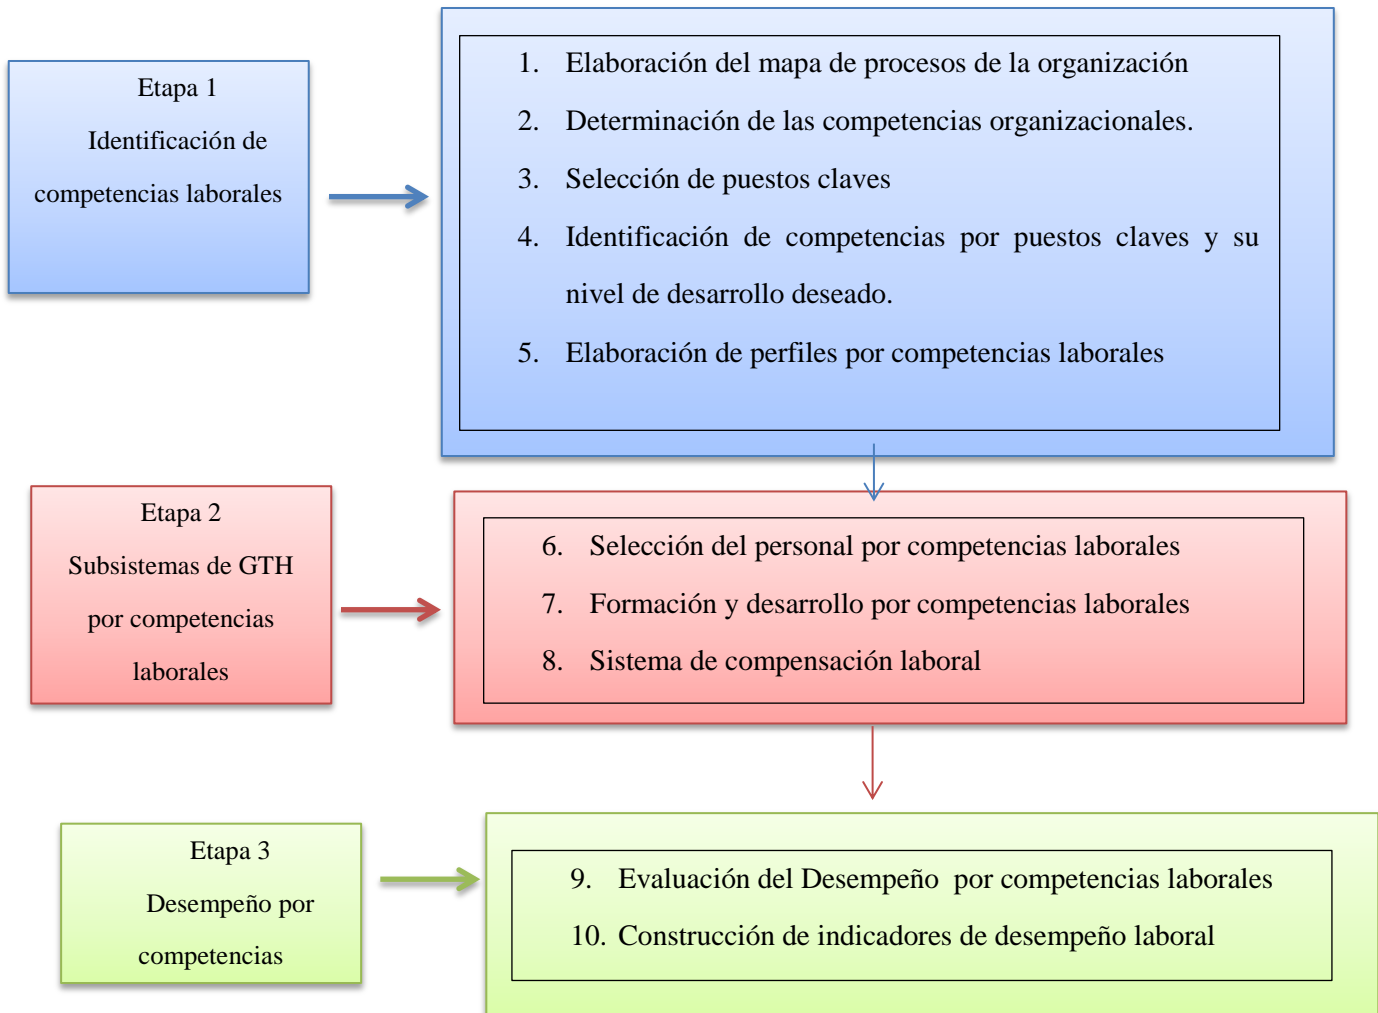 Etapa 1
Identificación de
competencias laborales
1. Elaboración del mapa de procesos de la organización
2. Determinación de las competencias organizacionales.
3. Selección de puestos claves
4. Identificación de competencias por puestos claves y su
nivel de desarrollo deseado.
5. Elaboración de perfiles por competencias laborales
Etapa 2
Subsistemas de GTH
por competencias
laborales
6. Selección del personal por competencias laborales
7. Formación y desarrollo por competencias laborales
8. Sistema de compensación laboral
Etapa 3
Desempeño por
competencias
9. Evaluación del Desempeño por competencias laborales
10. Construcción de indicadores de desempeño laboral